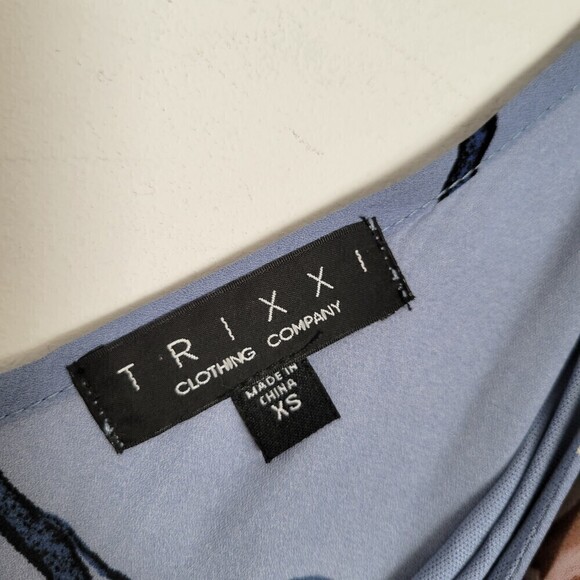 TRIXXI
CLOTHING COMPANY
MADE IN
CHINA
XS